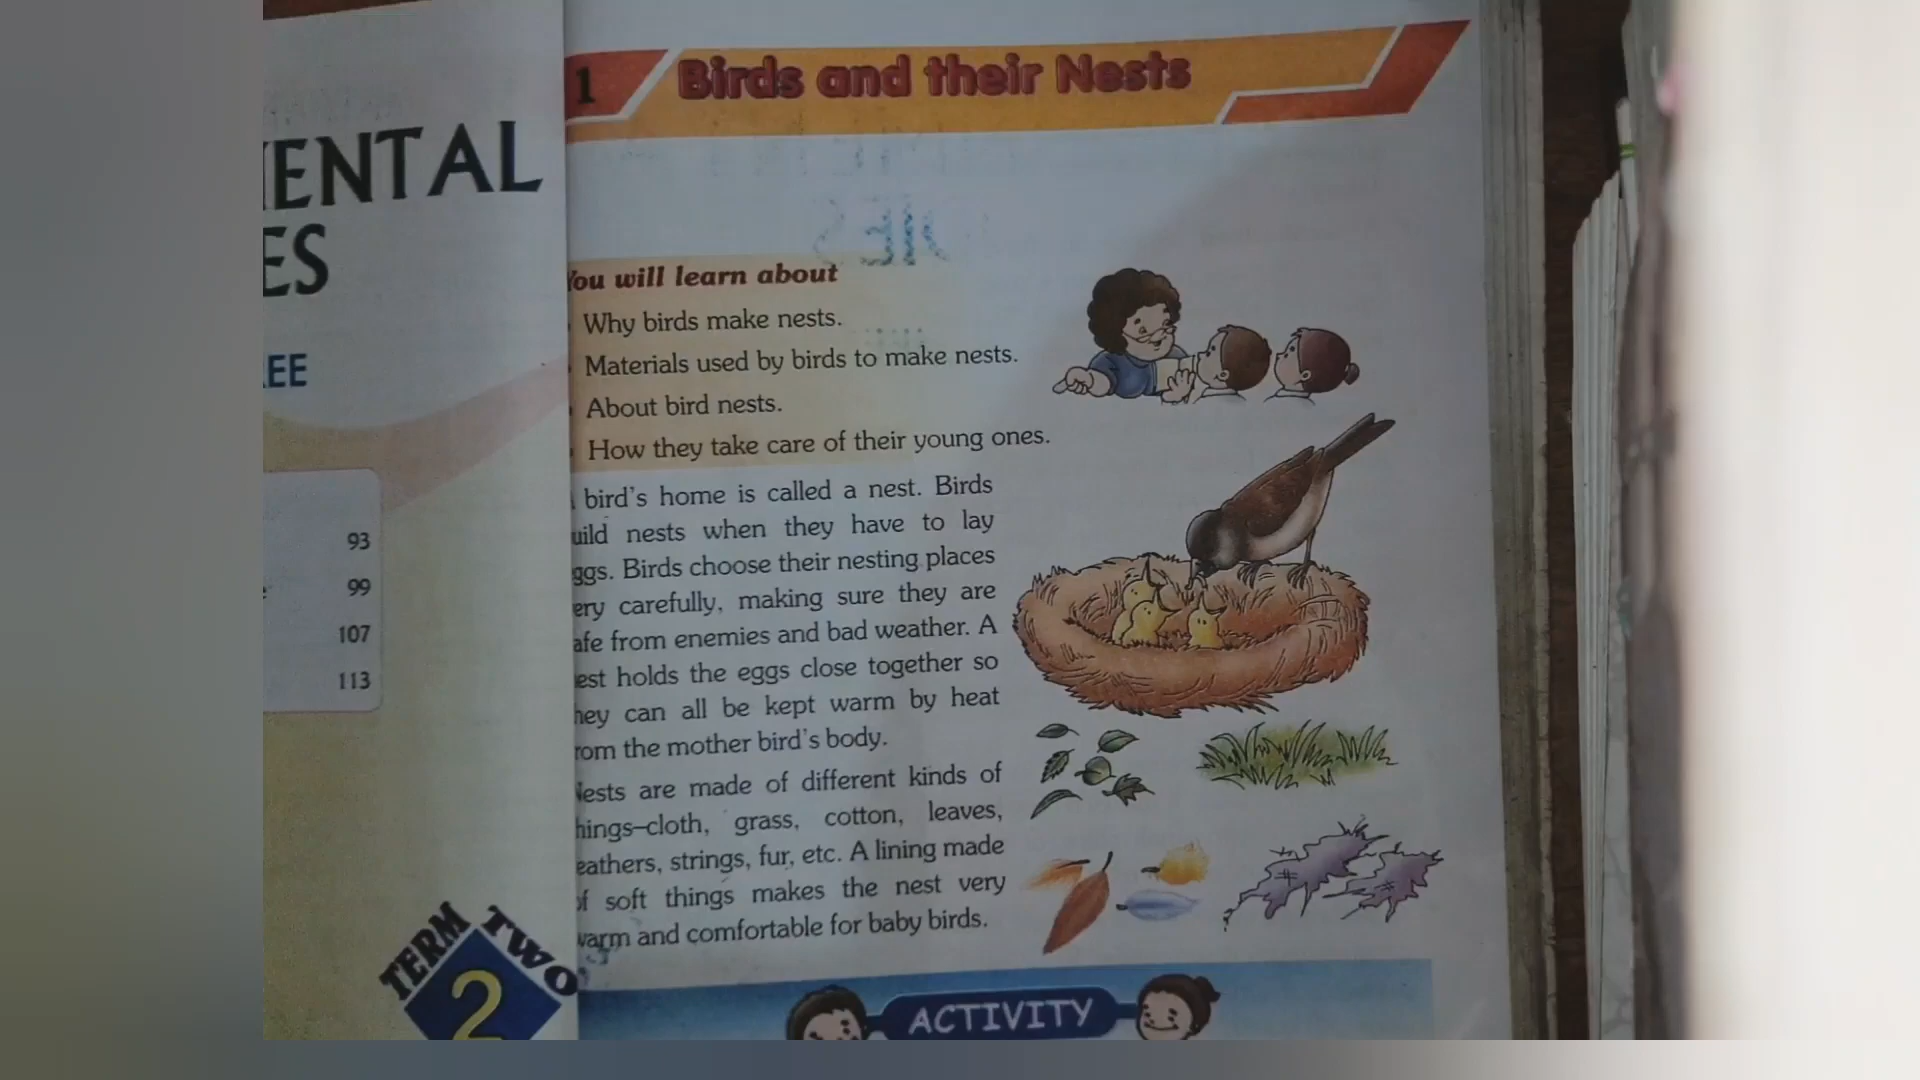 ENTAL
ES
EE
93
99
107
113
TERM TWO
2
1 Birds and their Nests
You will learn about
Why birds make nests.
Materials used by birds to make nests.
About bird nests.
How they take care of their young ones.
bird's home is called a nest. Birds
uild nests when they have to lay
ggs. Birds choose their nesting places
ery carefully, making sure they are
afe from enemies and bad weather. A
est holds the eggs close together so
hey can all be kept warm by heat
rom the mother bird's body.
Nests are made of different kinds of
hings–cloth, grass, cotton, leaves,
eathers, strings, fur, etc. A lining made
of soft things makes the nest very
warm and comfortable for baby birds.
ACTIVITY